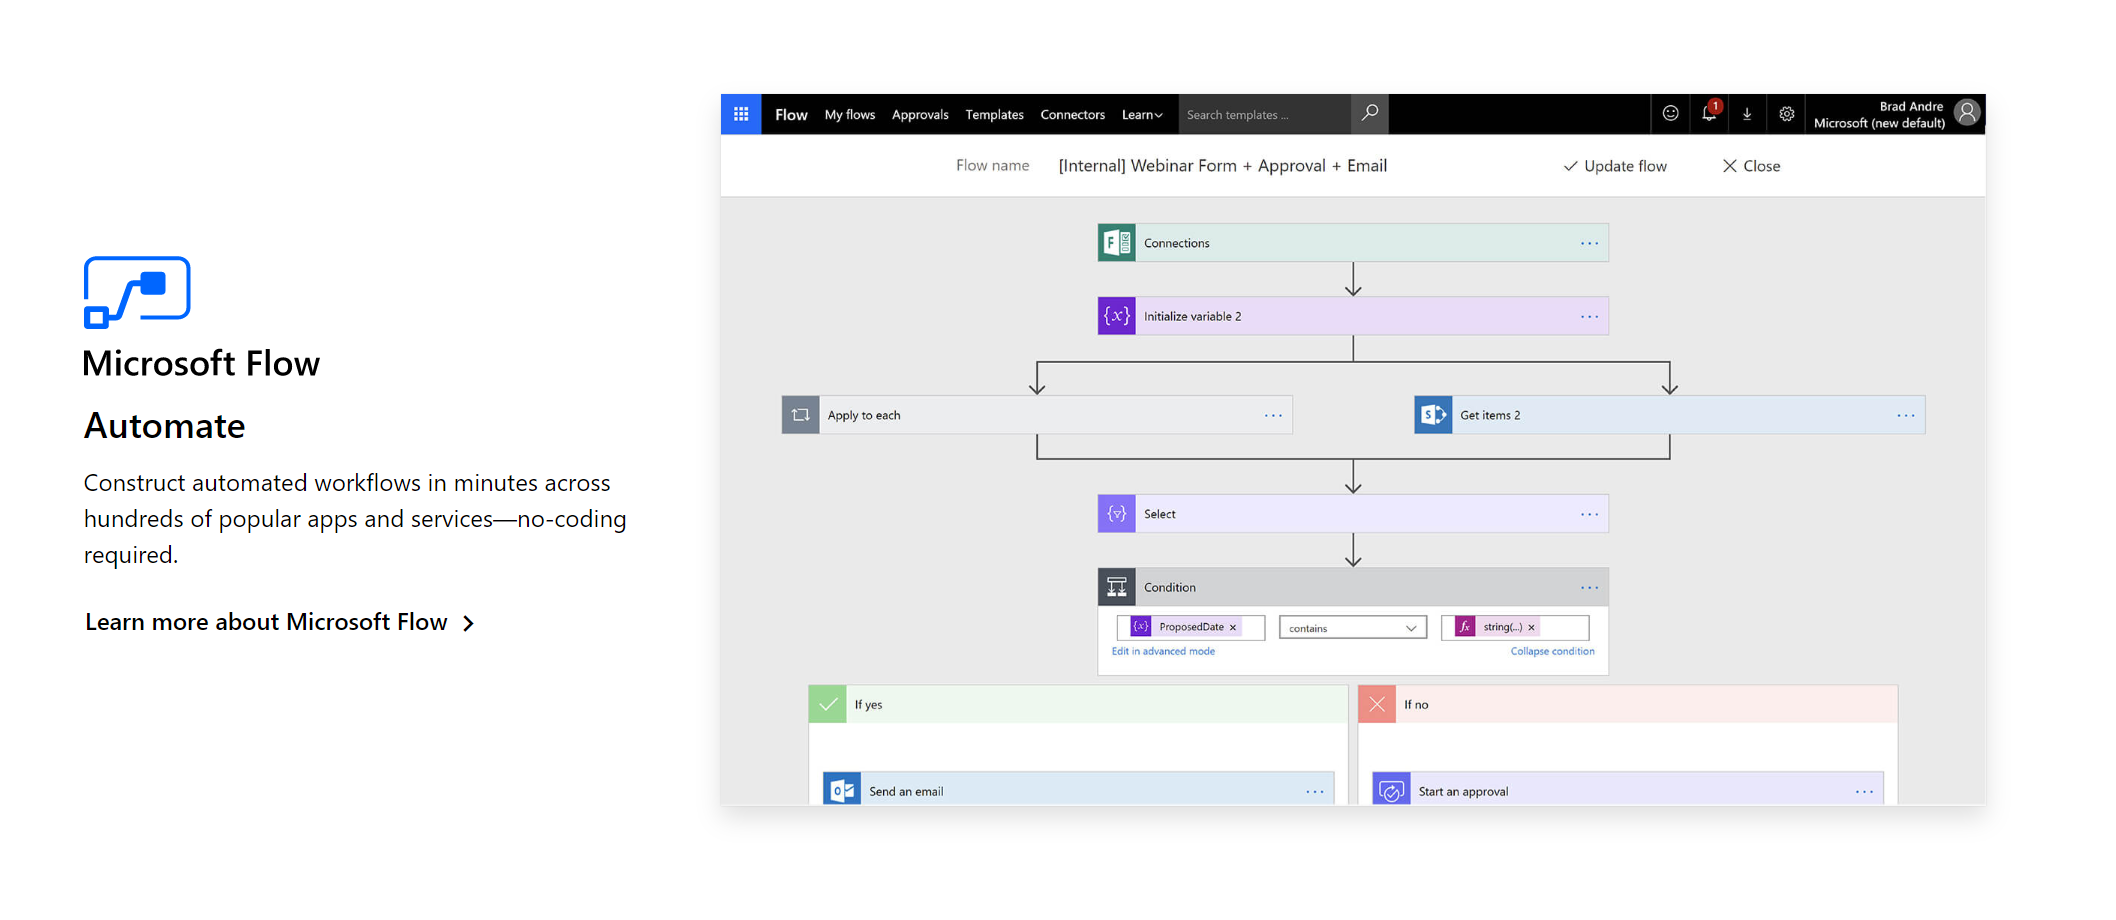 Microsoft Flow
Automate
Construct automated workflows in minutes across
hundreds of popular apps and services—no-coding
required.
Learn more about Microsoft Flow
Flow My flows Approvals Templates Connectors Learn Search templates ... 1 Brad Andre
Microsoft (new default)
Flow name [Internal] Webinar Form + Approval + Email Update flow Close
F Connections ...
{x} Initialize variable 2 ...
Apply to each ... S Get items 2 ...
Select ...
Condition ...
{x} ProposedDate x contains fx string(...) x
Edit in advanced mode Collapse condition
If yes If no
O Send an email ... Start an approval ...